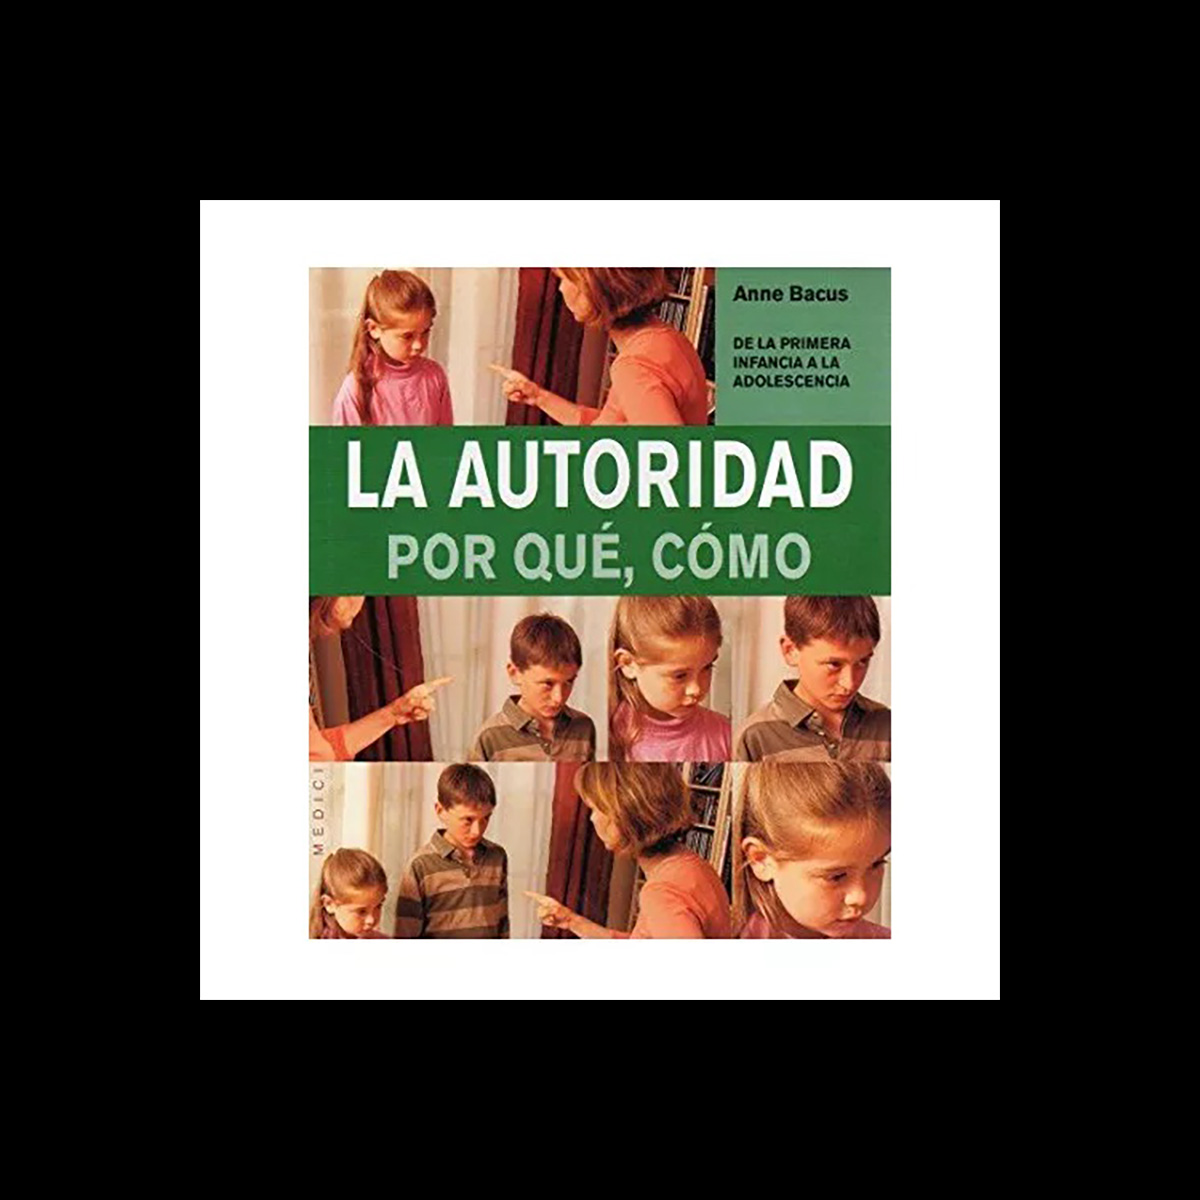 Anne Bacus
DE LA PRIMERA
INFANCIA A LA
ADOLESCENCIA
LA AUTORIDAD
POR QUÉ, CÓMO
MEDICI